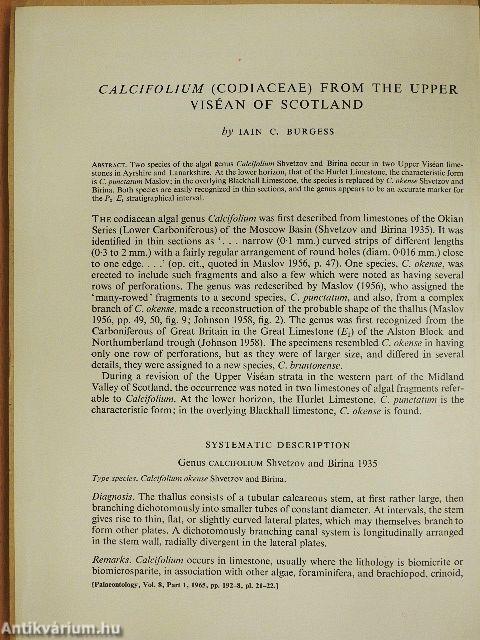 CALCIFOLIUM (CODIACEAE) FROM THE UPPER
VISÉAN OF SCOTLAND
by IAIN C. BURGESS
ABSTRACT. Two species of the algal genus Calcifolium Shvetzov and Birina occur in two Upper Viséan lime-
stones in Ayrshire and Lanarkshire. At the lower horizon, that of the Hurlet Limestone, the characteristic form
is C. punctatum Maslov; in the overlying Blackhall Limestone, the species is replaced by C. okense Shvetzov and
Birina. Both species are easily recognized in thin sections, and the genus appears to be an accurate marker for
the P₂ E₁ stratigraphical interval.
THE codiacean algal genus Calcifolium was first described from limestones of the Okian
Series (Lower Carboniferous) of the Moscow Basin (Shvetzov and Birina 1935). It was
identified in thin sections as ‘. . . narrow (0·1 mm.) curved strips of different lengths
(0·3 to 2 mm.) with a fairly regular arrangement of round holes (diam. 0·016 mm.) close
to one edge. . . .’ (op. cit., quoted in Maslov 1956, p. 47). One species, C. okense, was
erected to include such fragments and also a few which were noted as having several
rows of perforations. The genus was redescribed by Maslov (1956), who assigned the
‘many-rowed’ fragments to a second species, C. punctatum, and also, from a complex
branch of C. okense, made a reconstruction of the probable shape of the thallus (Maslov
1956, pp. 49, 50, fig. 9; Johnson 1958, fig. 2). The genus was first recognized from the
Carboniferous of Great Britain in the Great Limestone (E₁) of the Alston Block and
Northumberland trough (Johnson 1958). The specimens resembled C. okense in having
only one row of perforations, but as they were of larger size, and differed in several
details, they were assigned to a new species, C. bruntonense.
During a revision of the Upper Viséan strata in the western part of the Midland
Valley of Scotland, the occurrence was noted in two limestones of algal fragments refer-
able to Calcifolium. At the lower horizon, the Hurlet Limestone, C. punctatum is the
characteristic form; in the overlying Blackhall limestone, C. okense is found.
SYSTEMATIC DESCRIPTION
Genus CALCIFOLIUM Shvetzov and Birina 1935
Type species. Calcifolium okense Shvetzov and Birina.
Diagnosis. The thallus consists of a tubular calcareous stem, at first rather large, then
branching dichotomously into smaller tubes of constant diameter. At intervals, the stem
gives rise to thin, flat, or slightly curved lateral plates, which may themselves branch to
form other plates. A dichotomously branching canal system is longitudinally arranged
in the stem wall, radially divergent in the lateral plates.
Remarks. Calcifolium occurs in limestone, usually where the lithology is biomicrite or
biomicrosparite, in association with other algae, foraminifera, and brachiopod, crinoid,
[Palaeontology, Vol. 8, Part 1, 1965, pp. 192–8, pl. 21–22.]
Antikvárium.hu